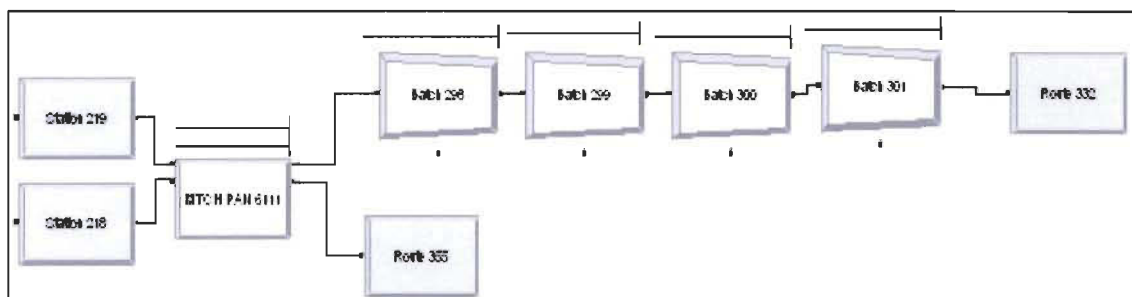 Station 219
Station 218
Batch 298
Batch 299
Batch 300
Batch 301
Route 332
Route 355